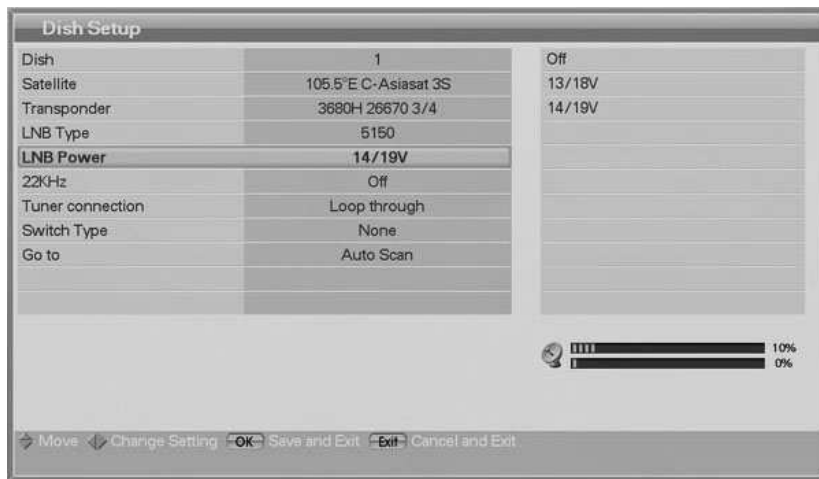 Dish Setup
Dish 1
Satellite 105.5°E C-Asiasat 3S
Transponder 3680H 26670 3/4
LNB Type 5150
LNB Power 14/19V
22KHz Off
Tuner connection Loop through
Switch Type None
Go to Auto Scan
Off
13/18V
14/19V
10%
0%
Move Change Setting OK Save and Exit Exit Cancel and Exit